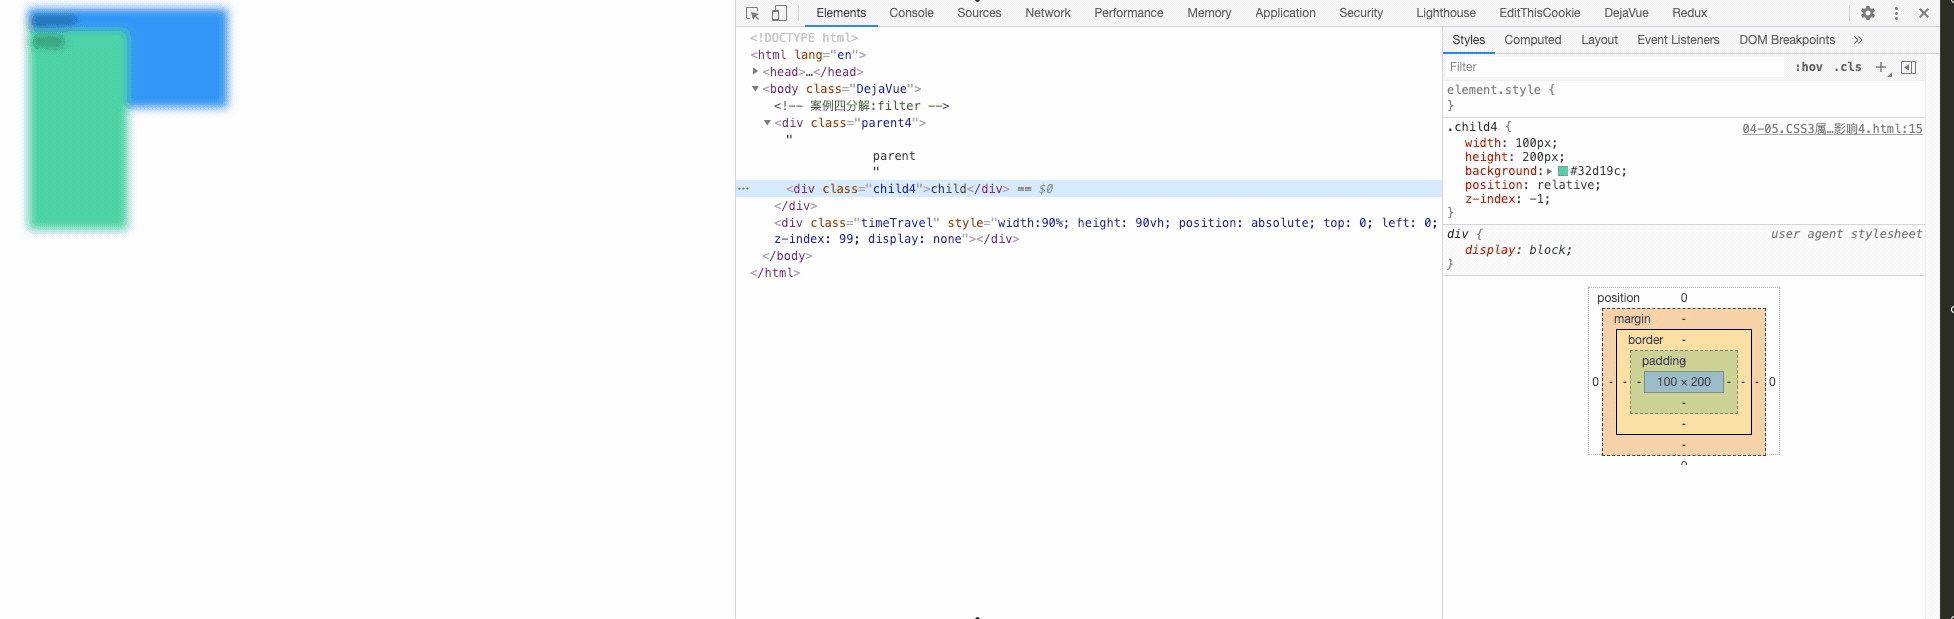 Elements Console Sources Network Performance Memory Application Security Lighthouse EditThisCookie DejaVue Redux
<!DOCTYPE html>
<html lang="en">
<head>…</head>
<body class="DejaVue">
<!-- 案例四分解:filter -->
<div class="parent4">
"
parent
"
<div class="child4">child</div> == $0
</div>
<div class="timeTravel" style="width:90%; height: 90vh; position: absolute; top: 0; left: 0;
z-index: 99; display: none"></div>
</body>
</html>
Styles Computed Layout Event Listeners DOM Breakpoints »
Filter :hov .cls
element.style {
}
.child4 { 04-05.CSS3属…影响4.html:15
width: 100px;
height: 200px;
background: #32d19c;
position: relative;
z-index: -1;
}
div { user agent stylesheet
display: block;
}
position 0
margin -
border -
padding -
0 - - - 100 × 200 - - - 0
-
-
-